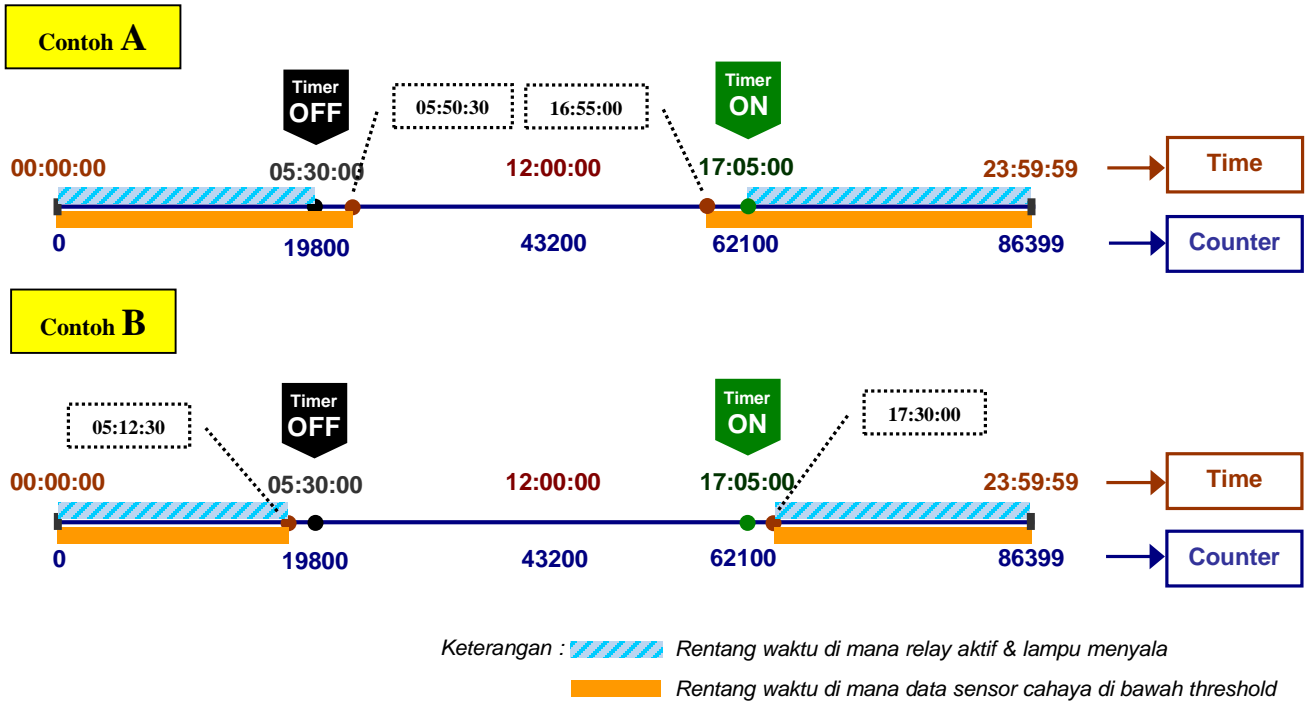 Contoh A
Timer
OFF
05:50:30
16:55:00
Timer
ON
00:00:00
05:30:00
12:00:00
17:05:00
23:59:59
Time
0
19800
43200
62100
86399
Counter
Contoh B
Timer
OFF
Timer
ON
05:12:30
17:30:00
00:00:00
05:30:00
12:00:00
17:05:00
23:59:59
Time
0
19800
43200
62100
86399
Counter
Keterangan :
Rentang waktu di mana relay aktif & lampu menyala
Rentang waktu di mana data sensor cahaya di bawah threshold